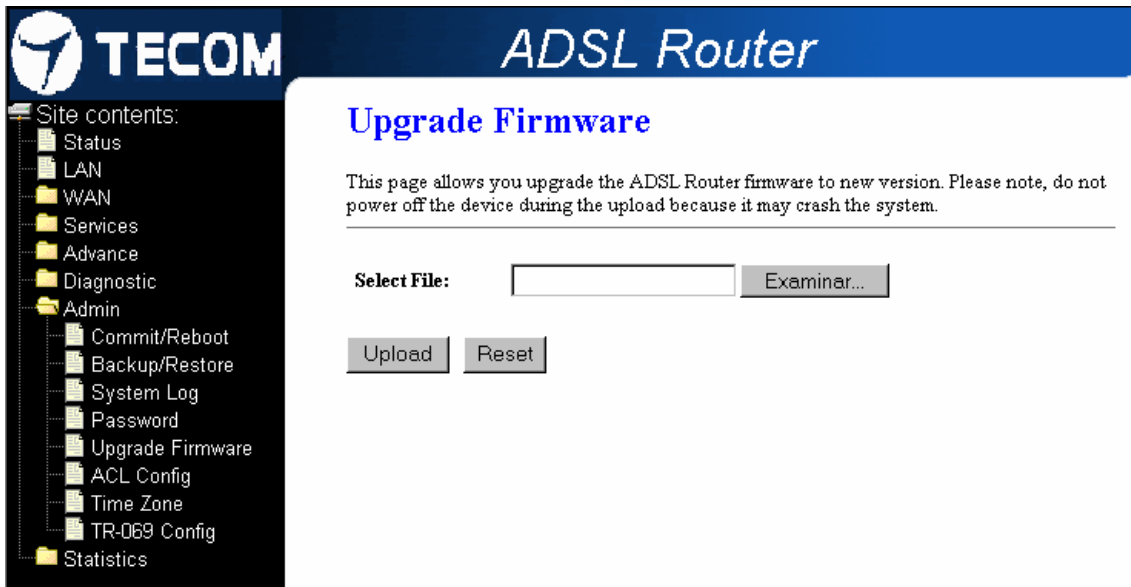 TECOM
ADSL Router
Site contents:
Status
LAN
WAN
Services
Advance
Diagnostic
Admin
Commit/Reboot
Backup/Restore
System Log
Password
Upgrade Firmware
ACL Config
Time Zone
TR-069 Config
Statistics
Upgrade Firmware
This page allows you upgrade the ADSL Router firmware to new version. Please note, do not
power off the device during the upload because it may crash the system.
Select File:
Examinar...
Upload Reset